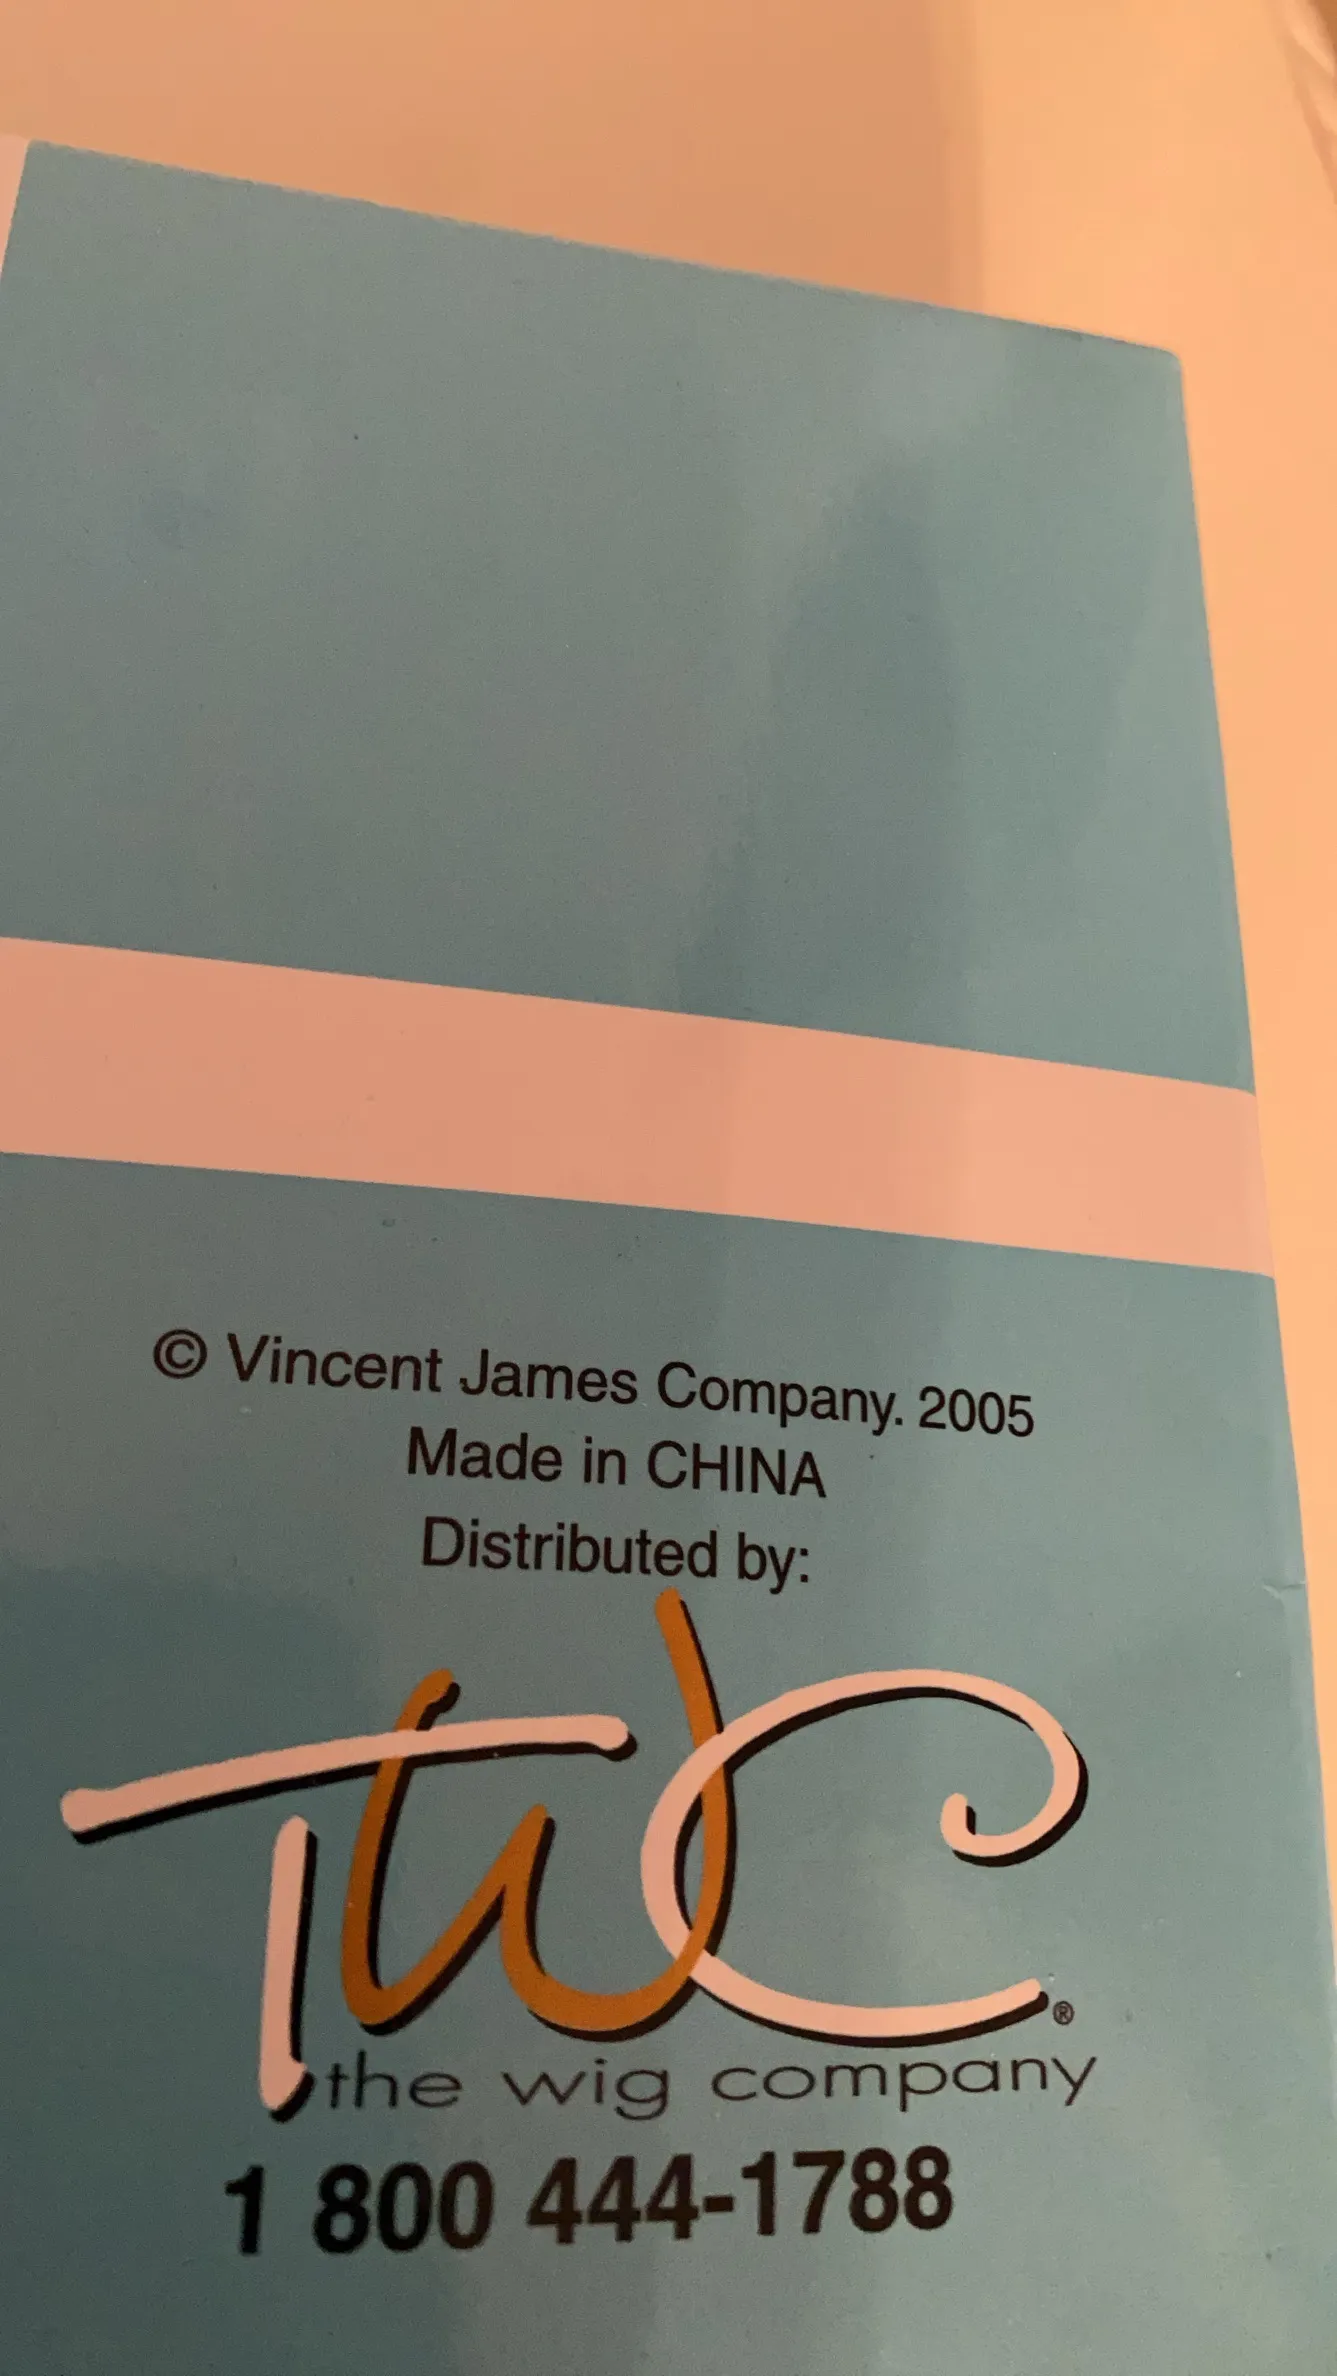 © Vincent James Company. 2005
Made in CHINA
Distributed by:
TWC®
the wig company
1 800 444-1788